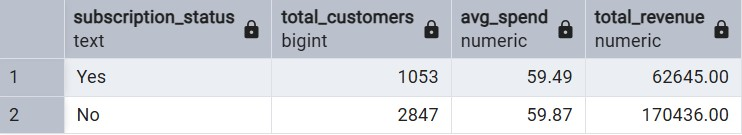 subscription_status total_customers avg_spend total_revenue
text bigint numeric numeric
1 Yes 1053 59.49 62645.00
2 No 2847 59.87 170436.00